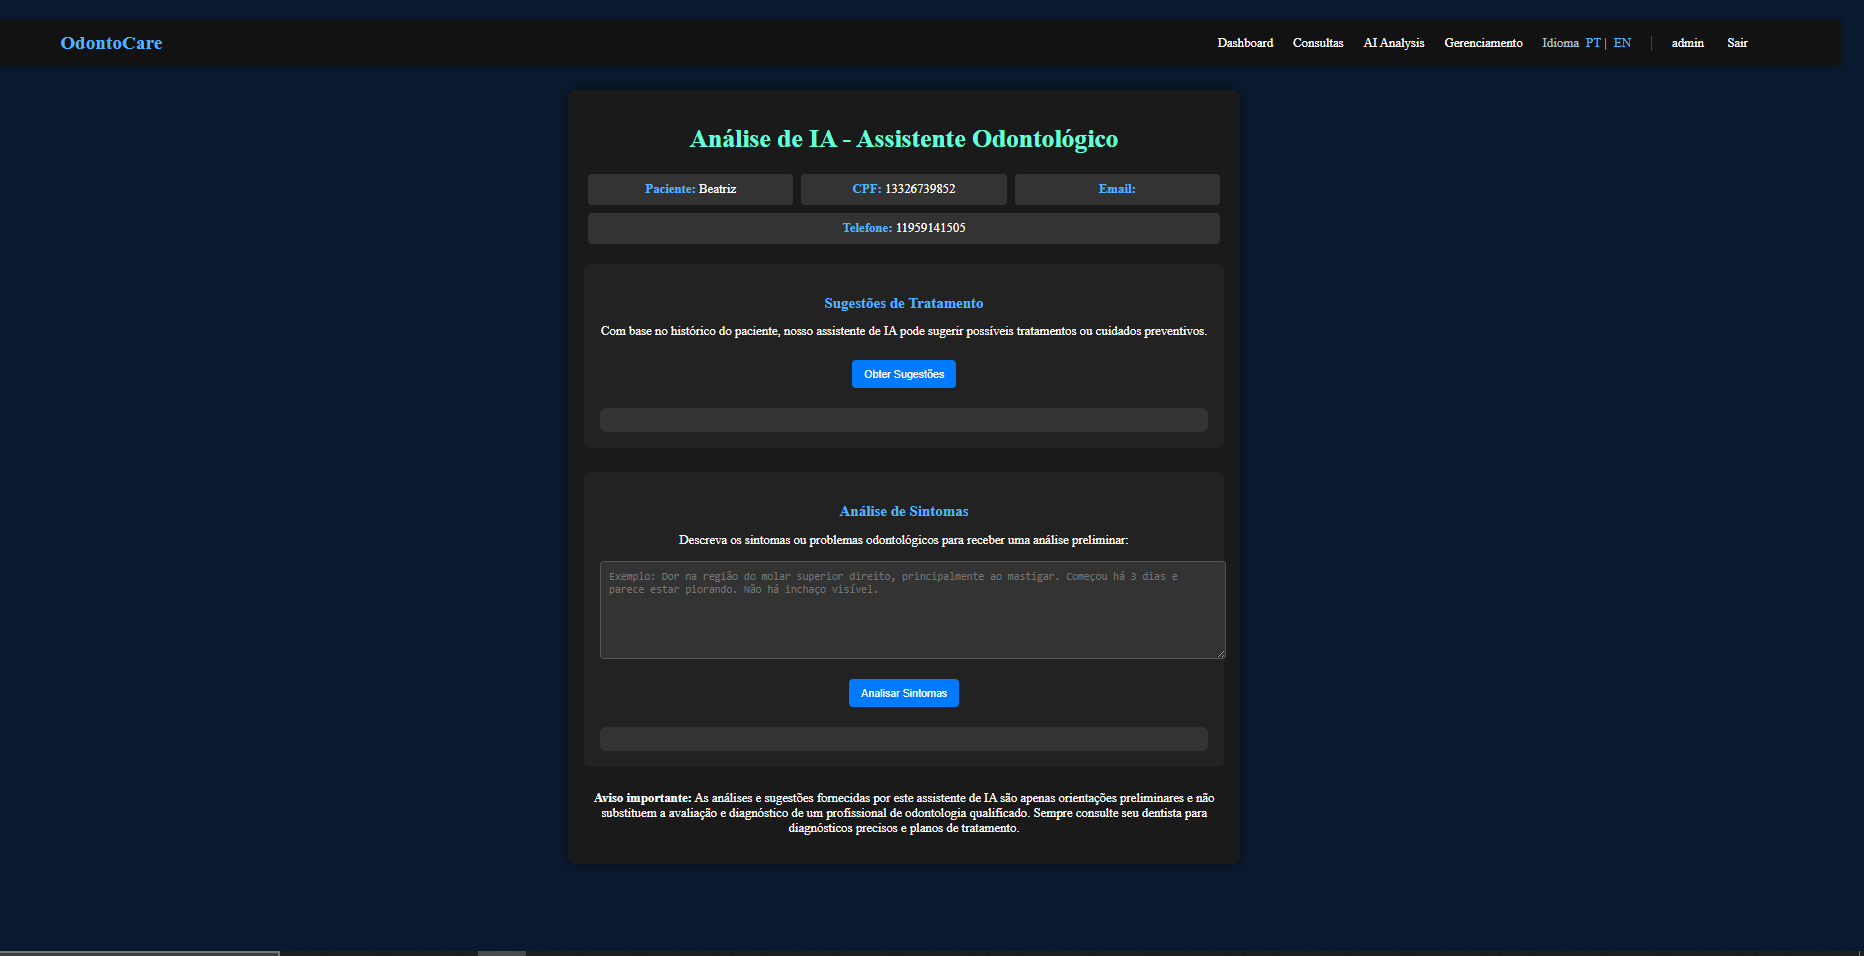 OdontoCare
Dashboard Consultas AI Analysis Gerenciamento Idioma PT | EN admin Sair
Análise de IA - Assistente Odontológico
Paciente: Beatriz
CPF: 13326739852
Email:
Telefone: 11959141505
Sugestões de Tratamento
Com base no histórico do paciente, nosso assistente de IA pode sugerir possíveis tratamentos ou cuidados preventivos.
Obter Sugestões
Análise de Sintomas
Descreva os sintomas ou problemas odontológicos para receber uma análise preliminar:
Exemplo: Dor na região do molar superior direito, principalmente ao mastigar. Começou há 3 dias e
parece estar piorando. Não há inchaço visível.
Analisar Sintomas
Aviso importante: As análises e sugestões fornecidas por este assistente de IA são apenas orientações preliminares e não
substituem a avaliação e diagnóstico de um profissional de odontologia qualificado. Sempre consulte seu dentista para
diagnósticos precisos e planos de tratamento.